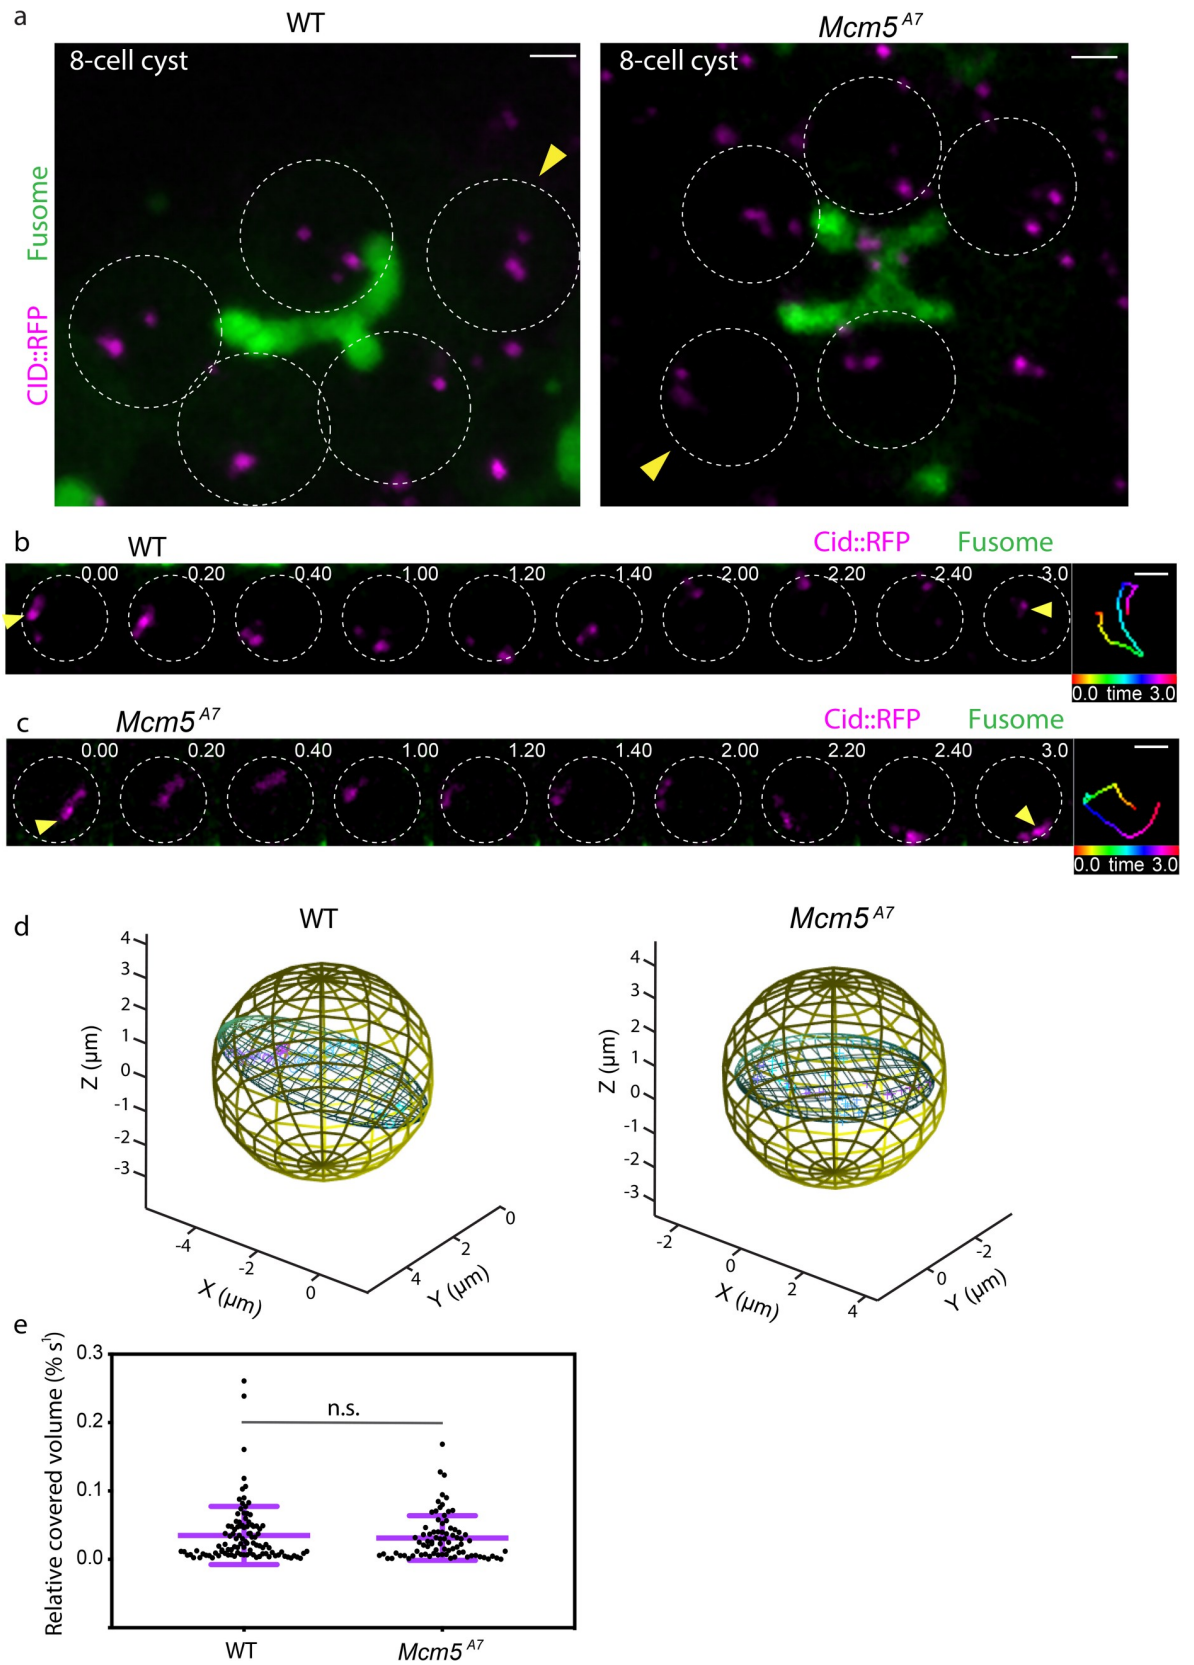 a
WT
Mcm5 A7
8-cell cyst
8-cell cyst
CID::RFP Fusome
b
WT
Cid::RFP Fusome
0.00 0.20 0.40 1.00 1.20 1.40 2.00 2.20 2.40 3.0
0.0 time 3.0
c
Mcm5 A7
Cid::RFP Fusome
0.00 0.20 0.40 1.00 1.20 1.40 2.00 2.20 2.40 3.0
0.0 time 3.0
d
WT
Mcm5 A7
4
3
2
1
0
-1
-2
-3
Z (µm)
-4
-2
0
X (µm)
0
2
4
Y (µm)
4
3
2
1
0
-1
-2
-3
Z (µm)
-2
0
2
4
X (µm)
-2
0
Y (µm)
e
Relative covered volume (% s¹)
0.3
0.2
0.1
0.0
n.s.
WT
Mcm5 A7